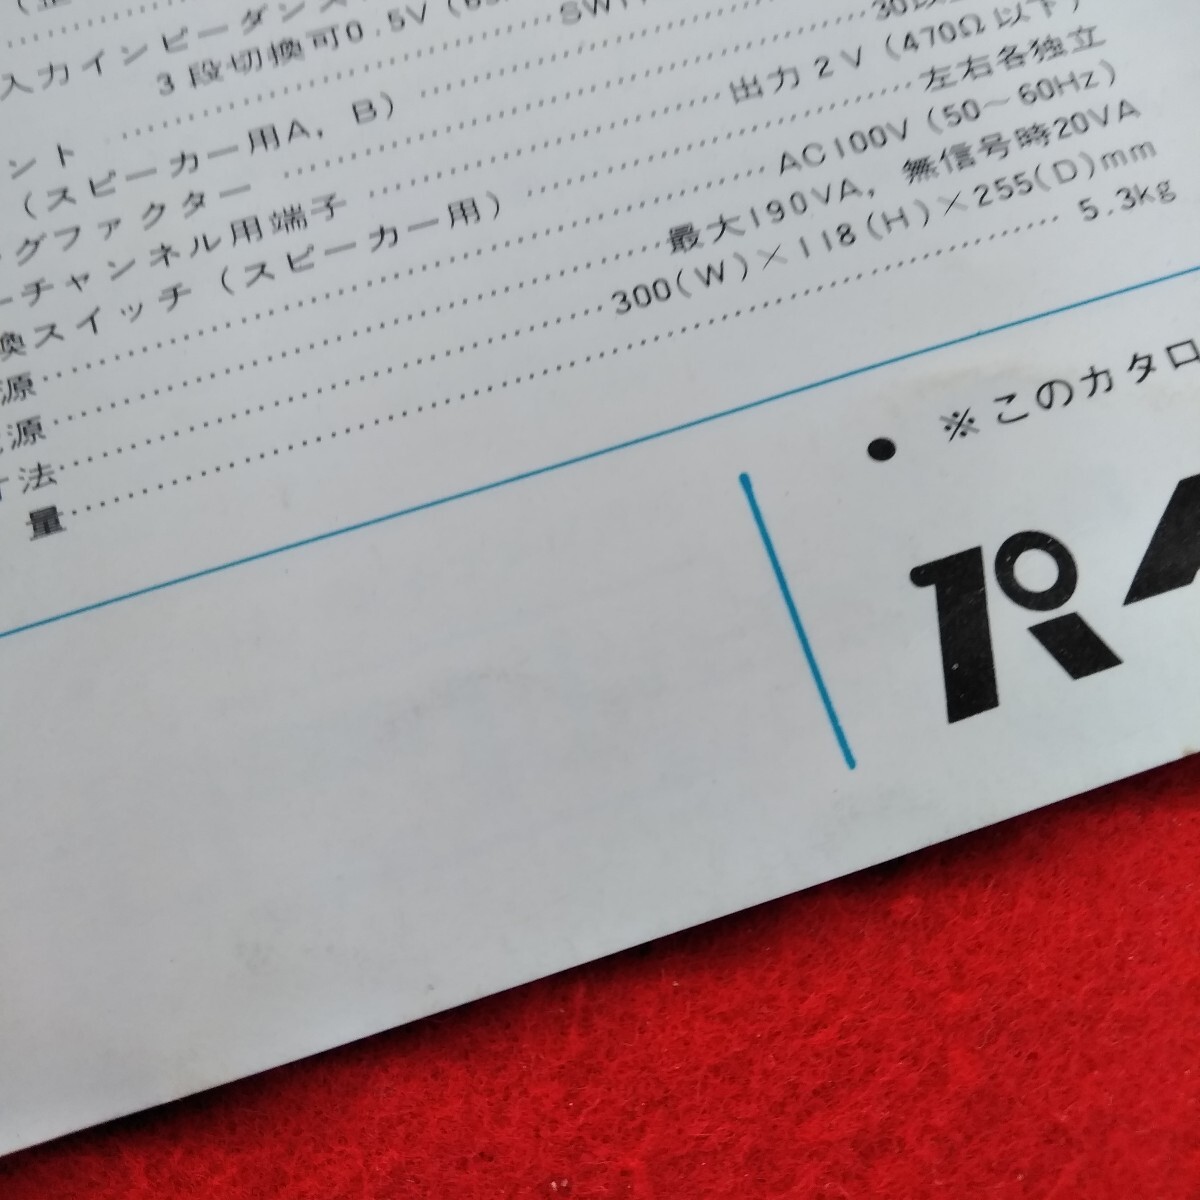 入力インピーダンス
3段切換可0.5V(
ント
(スピーカー用A, B)
グファクター
30以
ーチャンネル用端子
出力2V(470Ω以下)
換スイッチ(スピーカー用)
左右各独立
源 AC100V(50～60Hz)
源 最大190VA, 無信号時20VA
寸法 300(W)×118(H)×255(D)mm
量 5.3kg
● ※このカタロ
R